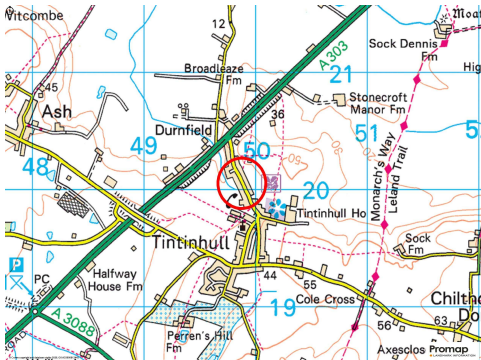 Vitcombe
12
Sock Dennis
Fm
A303
Broadleaze
Fm
21
45
Ash
Stonecroft
Manor Fm
36
Durnfield
51
50
49
48
50
20
Monarch's Way
Leland Trail
Tintinhull Ho
Tintinhull
Sock
Fm
P
PC
Halfway
House Fm
44
55
Cole Cross
19
A 3088
Perren's Hill
Fm
56
63
Axesclos
Promap